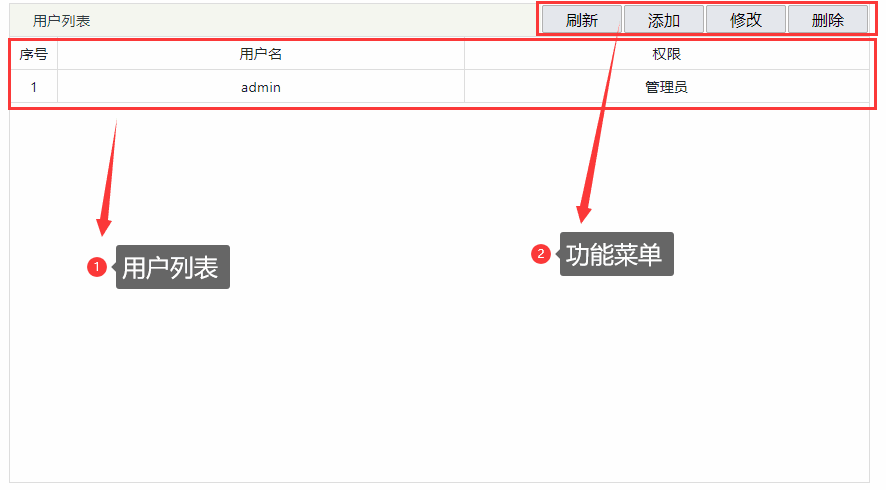 用户列表 刷新 添加 修改 删除
序号 用户名 权限
1 admin 管理员
1 用户列表
2 功能菜单